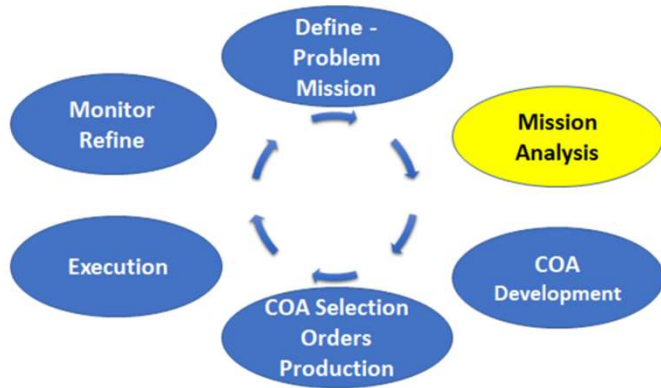 Define -
Problem
Mission
Mission
Analysis
COA
Development
COA Selection
Orders
Production
Execution
Monitor
Refine